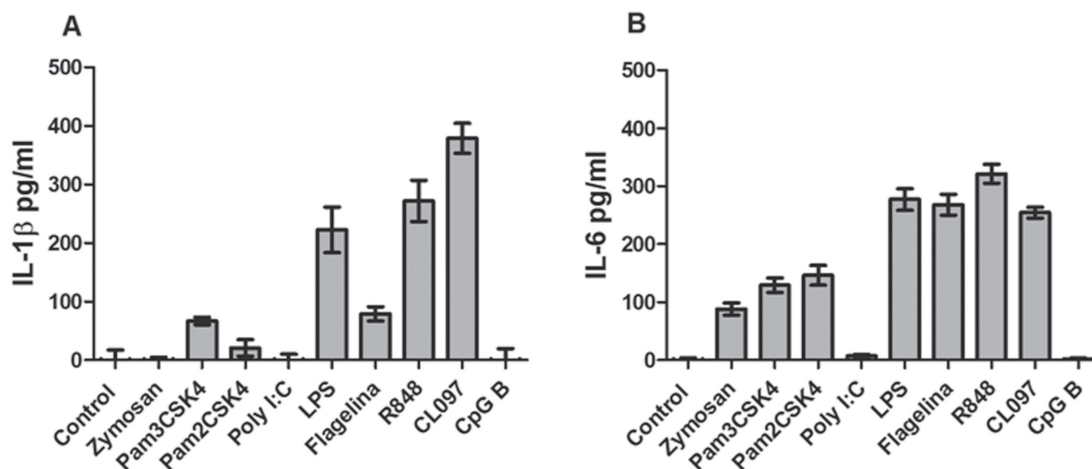 A
IL-1β pg/ml
500
400
300
200
100
0
Control
Zymosan
Pam3CSK4
Pam2CSK4
Poly I:C
LPS
Flagelina
R848
CL097
CpG B
B
IL-6 pg/ml
500
400
300
200
100
0
Control
Zymosan
Pam3CSK4
Pam2CSK4
Poly I:C
LPS
Flagelina
R848
CL097
CpG B